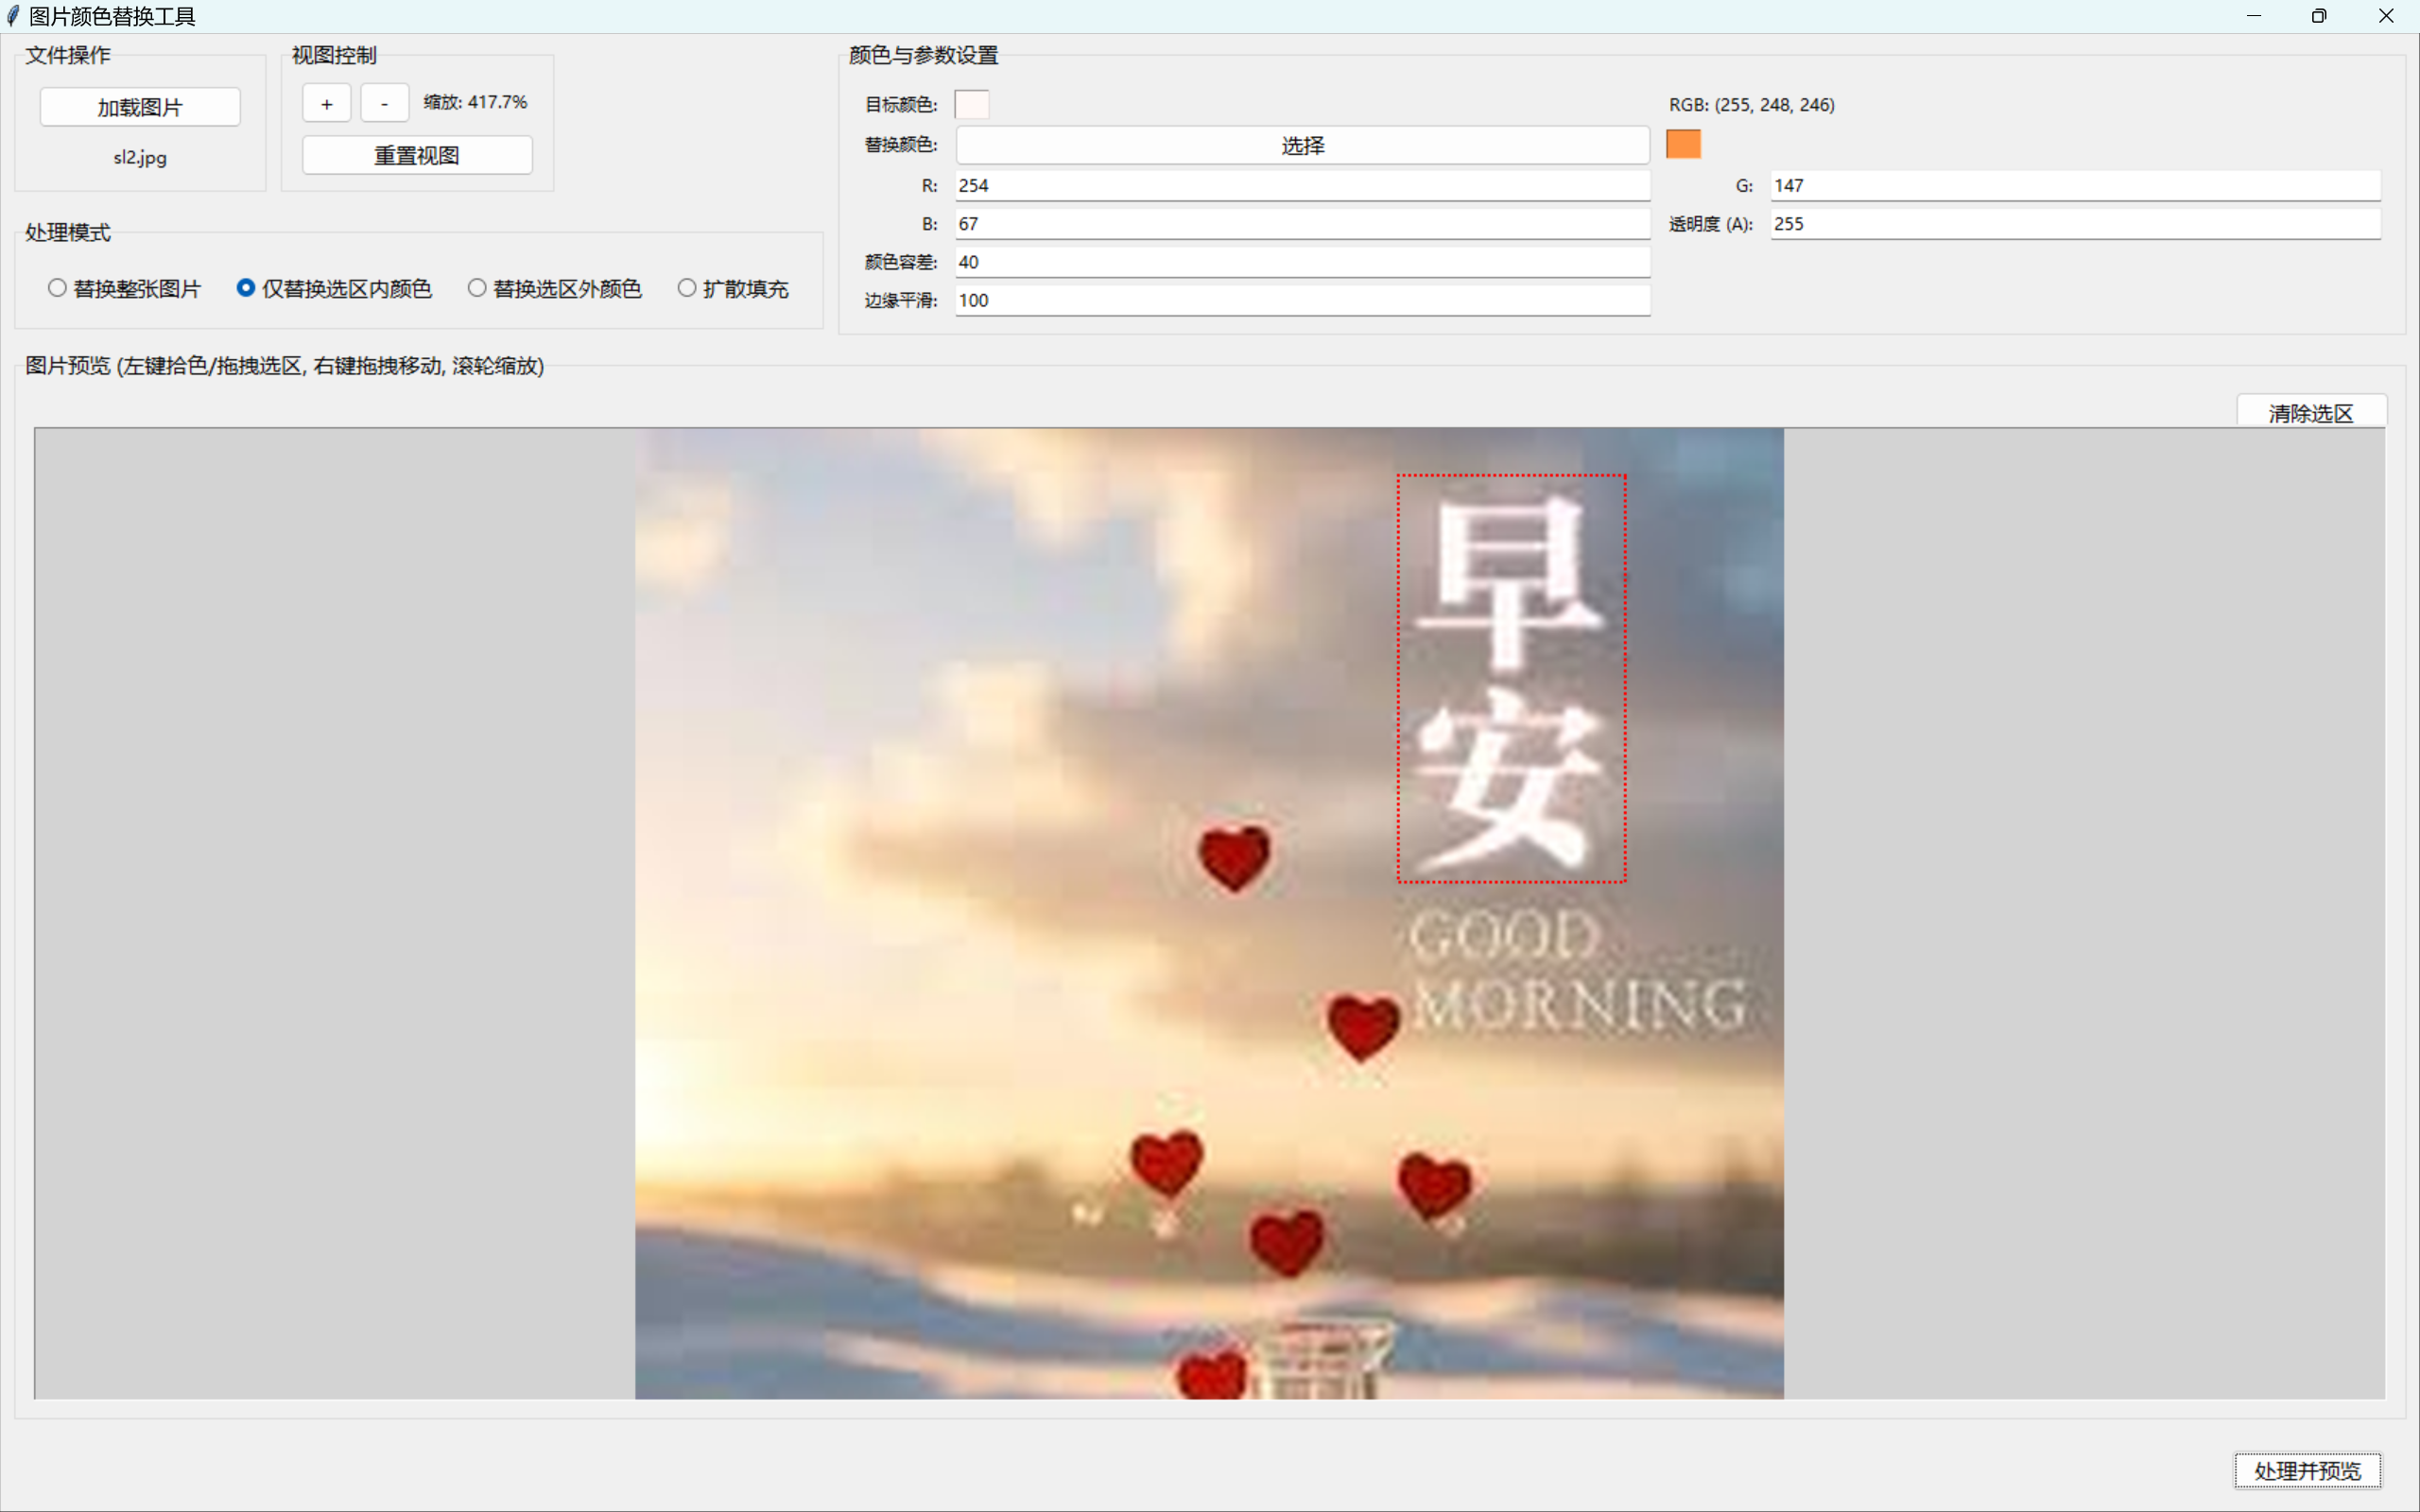 图片颜色替换工具
文件操作
加载图片
sl2.jpg
视图控制
+ - 缩放: 417.7%
重置视图
处理模式
替换整张图片 仅替换选区内颜色 替换选区外颜色 扩散填充
颜色与参数设置
目标颜色: RGB: (255, 248, 246)
替换颜色: 选择
R: 254 G: 147
B: 67 透明度 (A): 255
颜色容差: 40
边缘平滑: 100
图片预览 (左键拾色/拖拽选区, 右键拖拽移动, 滚轮缩放)
清除选区
早
安
GOOD
MORNING
处理并预览